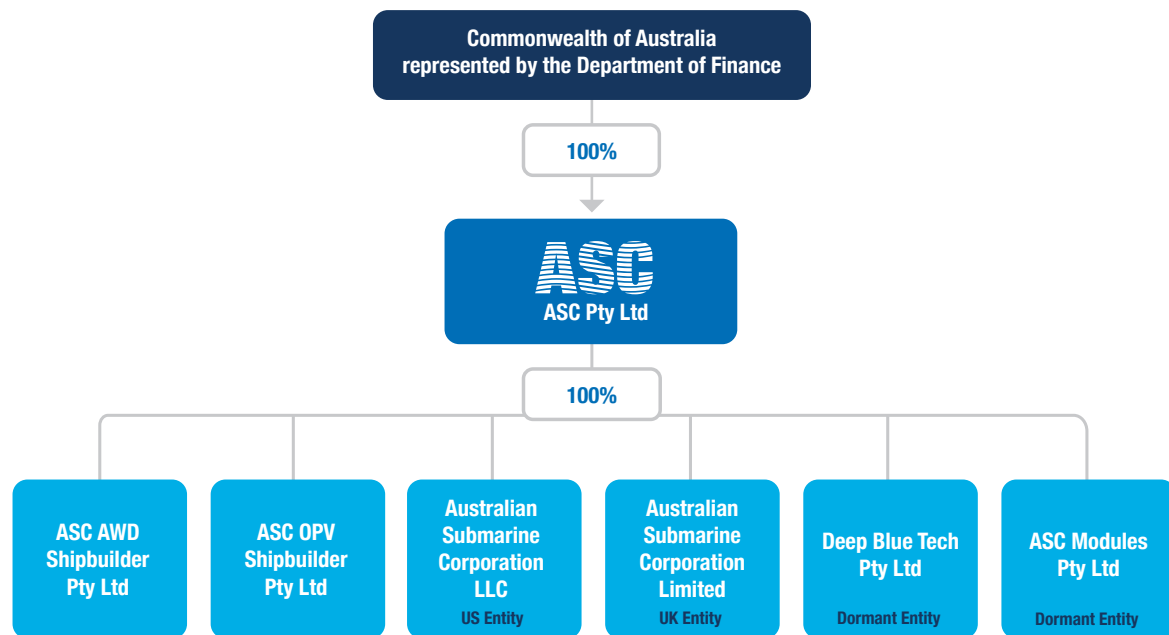 Commonwealth of Australia
represented by the Department of Finance
100%
ASC
ASC Pty Ltd
100%
ASC AWD
Shipbuilder
Pty Ltd
ASC OPV
Shipbuilder
Pty Ltd
Australian
Submarine
Corporation
LLC
US Entity
Australian
Submarine
Corporation
Limited
UK Entity
Deep Blue Tech
Pty Ltd
Dormant Entity
ASC Modules
Pty Ltd
Dormant Entity